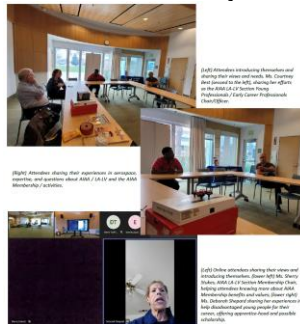 (Left) Attendees introducing themselves and
sharing their views and needs. Ms. Courtney
Best (second to the left), sharing her efforts
as the AIAA LA-LV Section Young
Professionals / Early Career Professionals
Chair/Officer.
(Right) Attendees sharing their experiences in aerospace,
expertise, and questions about AIAA / LA-LV and the AIAA
Membership / activities.
DT
E
(Left) Online attendees sharing their views and
introducing themselves. (lower left) Ms. Sherry
Stukes, AIAA LA-LV Section Membership Chair,
helping attendees knowing more about AIAA
Membership benefits and values; (lower right)
Ms. Deborah Shepard sharing her experiences in
help disadvantaged young people for their
career, offering apprentice-hood and possible
scholarship.